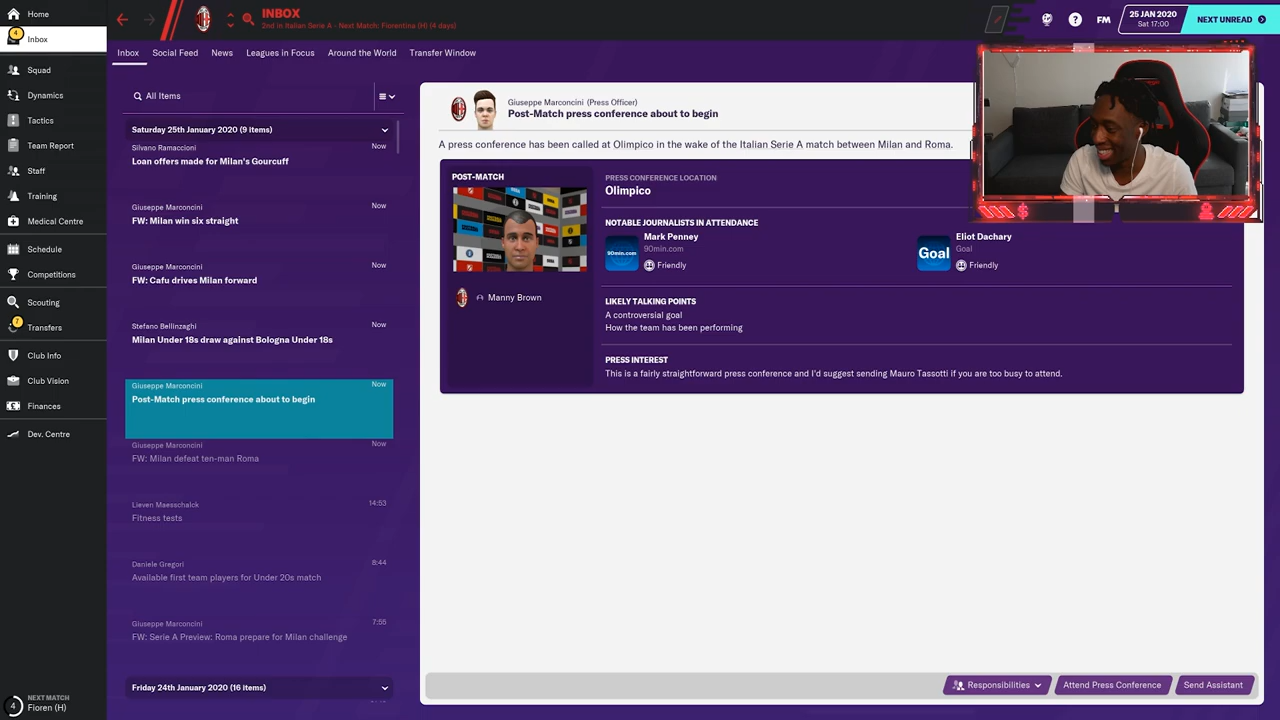 Home
4
Inbox
Squad
Dynamics
Tactics
Team Report
Staff
Training
Medical Centre
Schedule
Competitions
Scouting
7
Transfers
Club Info
Club Vision
Finances
Dev. Centre
NEXT MATCH
Floren (H)
4
INBOX
2nd in Italian Serie A - Next Match: Fiorentina (H) (4 days)
?
FM
25 JAN 2020
Sat 17:00
NEXT UNREAD
Inbox
Social Feed
News
Leagues in Focus
Around the World
Transfer Window
All Items
Saturday 25th January 2020 (9 items)
Silvano Ramaccioni
Now
Loan offers made for Milan's Gourcuff
Giuseppe Marconcini
Now
FW: Milan win six straight
Giuseppe Marconcini
Now
FW: Cafu drives Milan forward
Stefano Bellinzaghi
Now
Milan Under 18s draw against Bologna Under 18s
Giuseppe Marconcini
Now
Post-Match press conference about to begin
Giuseppe Marconcini
Now
FW: Milan defeat ten-man Roma
Lieven Maesschalck
14:53
Fitness tests
Daniele Gregori
8:44
Available first team players for Under 20s match
Giuseppe Marconcini
7:55
FW: Serie A Preview: Roma prepare for Milan challenge
Friday 24th January 2020 (16 items)
Giuseppe Marconcini (Press Officer)
Post-Match press conference about to begin
A press conference has been called at Olimpico in the wake of the Italian Serie A match between Milan and Roma.
POST-MATCH
Manny Brown
PRESS CONFERENCE LOCATION
Olimpico
NOTABLE JOURNALISTS IN ATTENDANCE
90min.com
Mark Penney
90min.com
Friendly
Goal
Eliot Dachary
Goal
Friendly
LIKELY TALKING POINTS
A controversial goal
How the team has been performing
PRESS INTEREST
This is a fairly straightforward press conference and I'd suggest sending Mauro Tassotti if you are too busy to attend.
Responsibilities
Attend Press Conference
Send Assistant